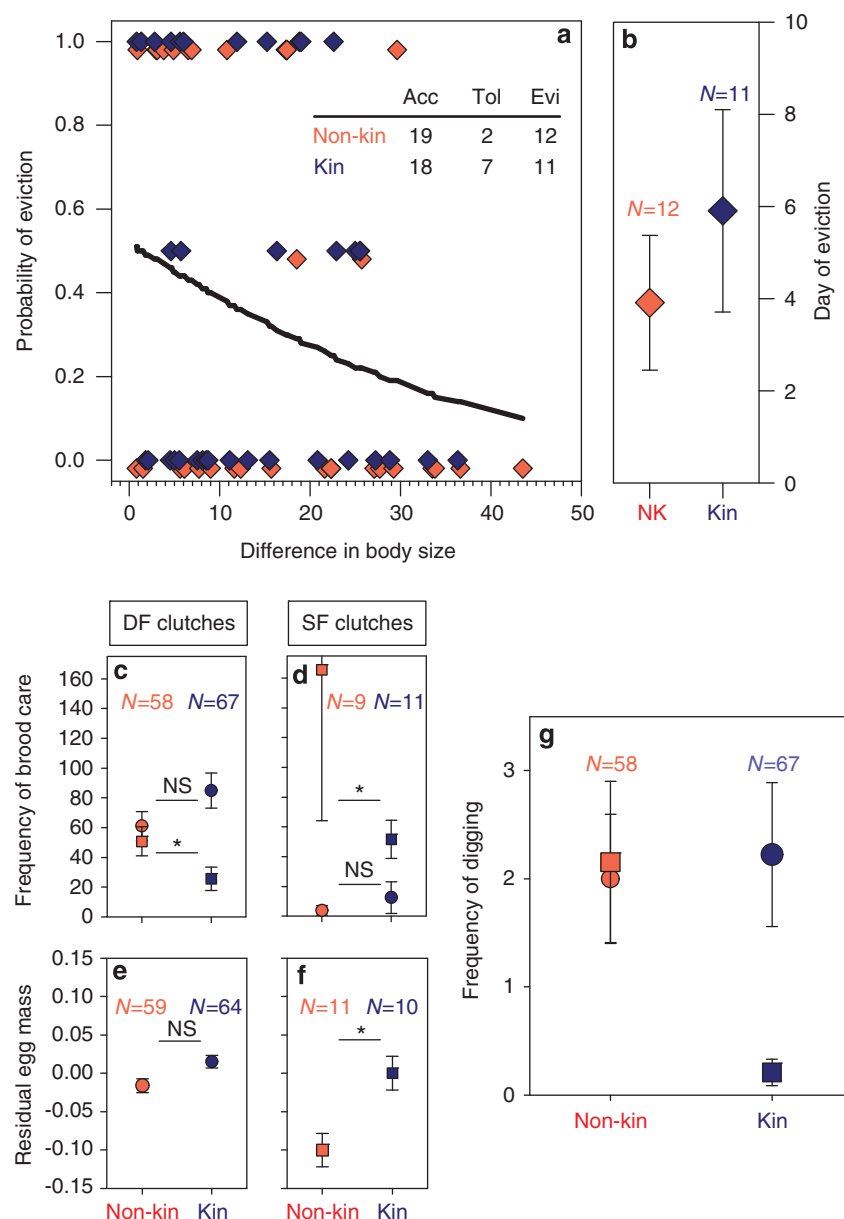 a
Probability of eviction
1.0
0.8
0.6
0.4
0.2
0.0
Acc Tol Evi
Non-kin 19 2 12
Kin 18 7 11
0 10 20 30 40 50
Difference in body size
b
N=11
N=12
10
8
6
4
2
0
Day of eviction
NK Kin
DF clutches
SF clutches
c
N=58 N=67
Frequency of brood care
160
140
120
100
80
60
40
20
0
NS
*
d
N=9 N=11
*
NS
e
N=59 N=64
NS
Residual egg mass
0.15
0.10
0.05
0.00
-0.05
-0.10
-0.15
Non-kin Kin
f
N=11 N=10
*
Non-kin Kin
g
N=58 N=67
Frequency of digging
3
2
1
0
Non-kin Kin